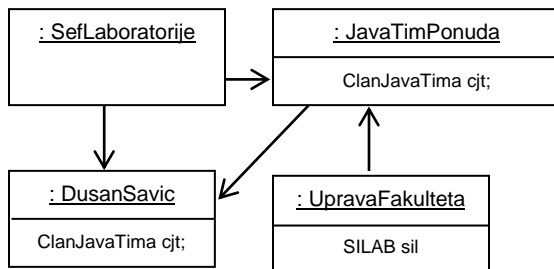 : SefLaboratorije
: JavaTimPonuda
ClanJavaTima cjt;
: DusanSavic
ClanJavaTima cjt;
: UpravaFakulteta
SILAB sil